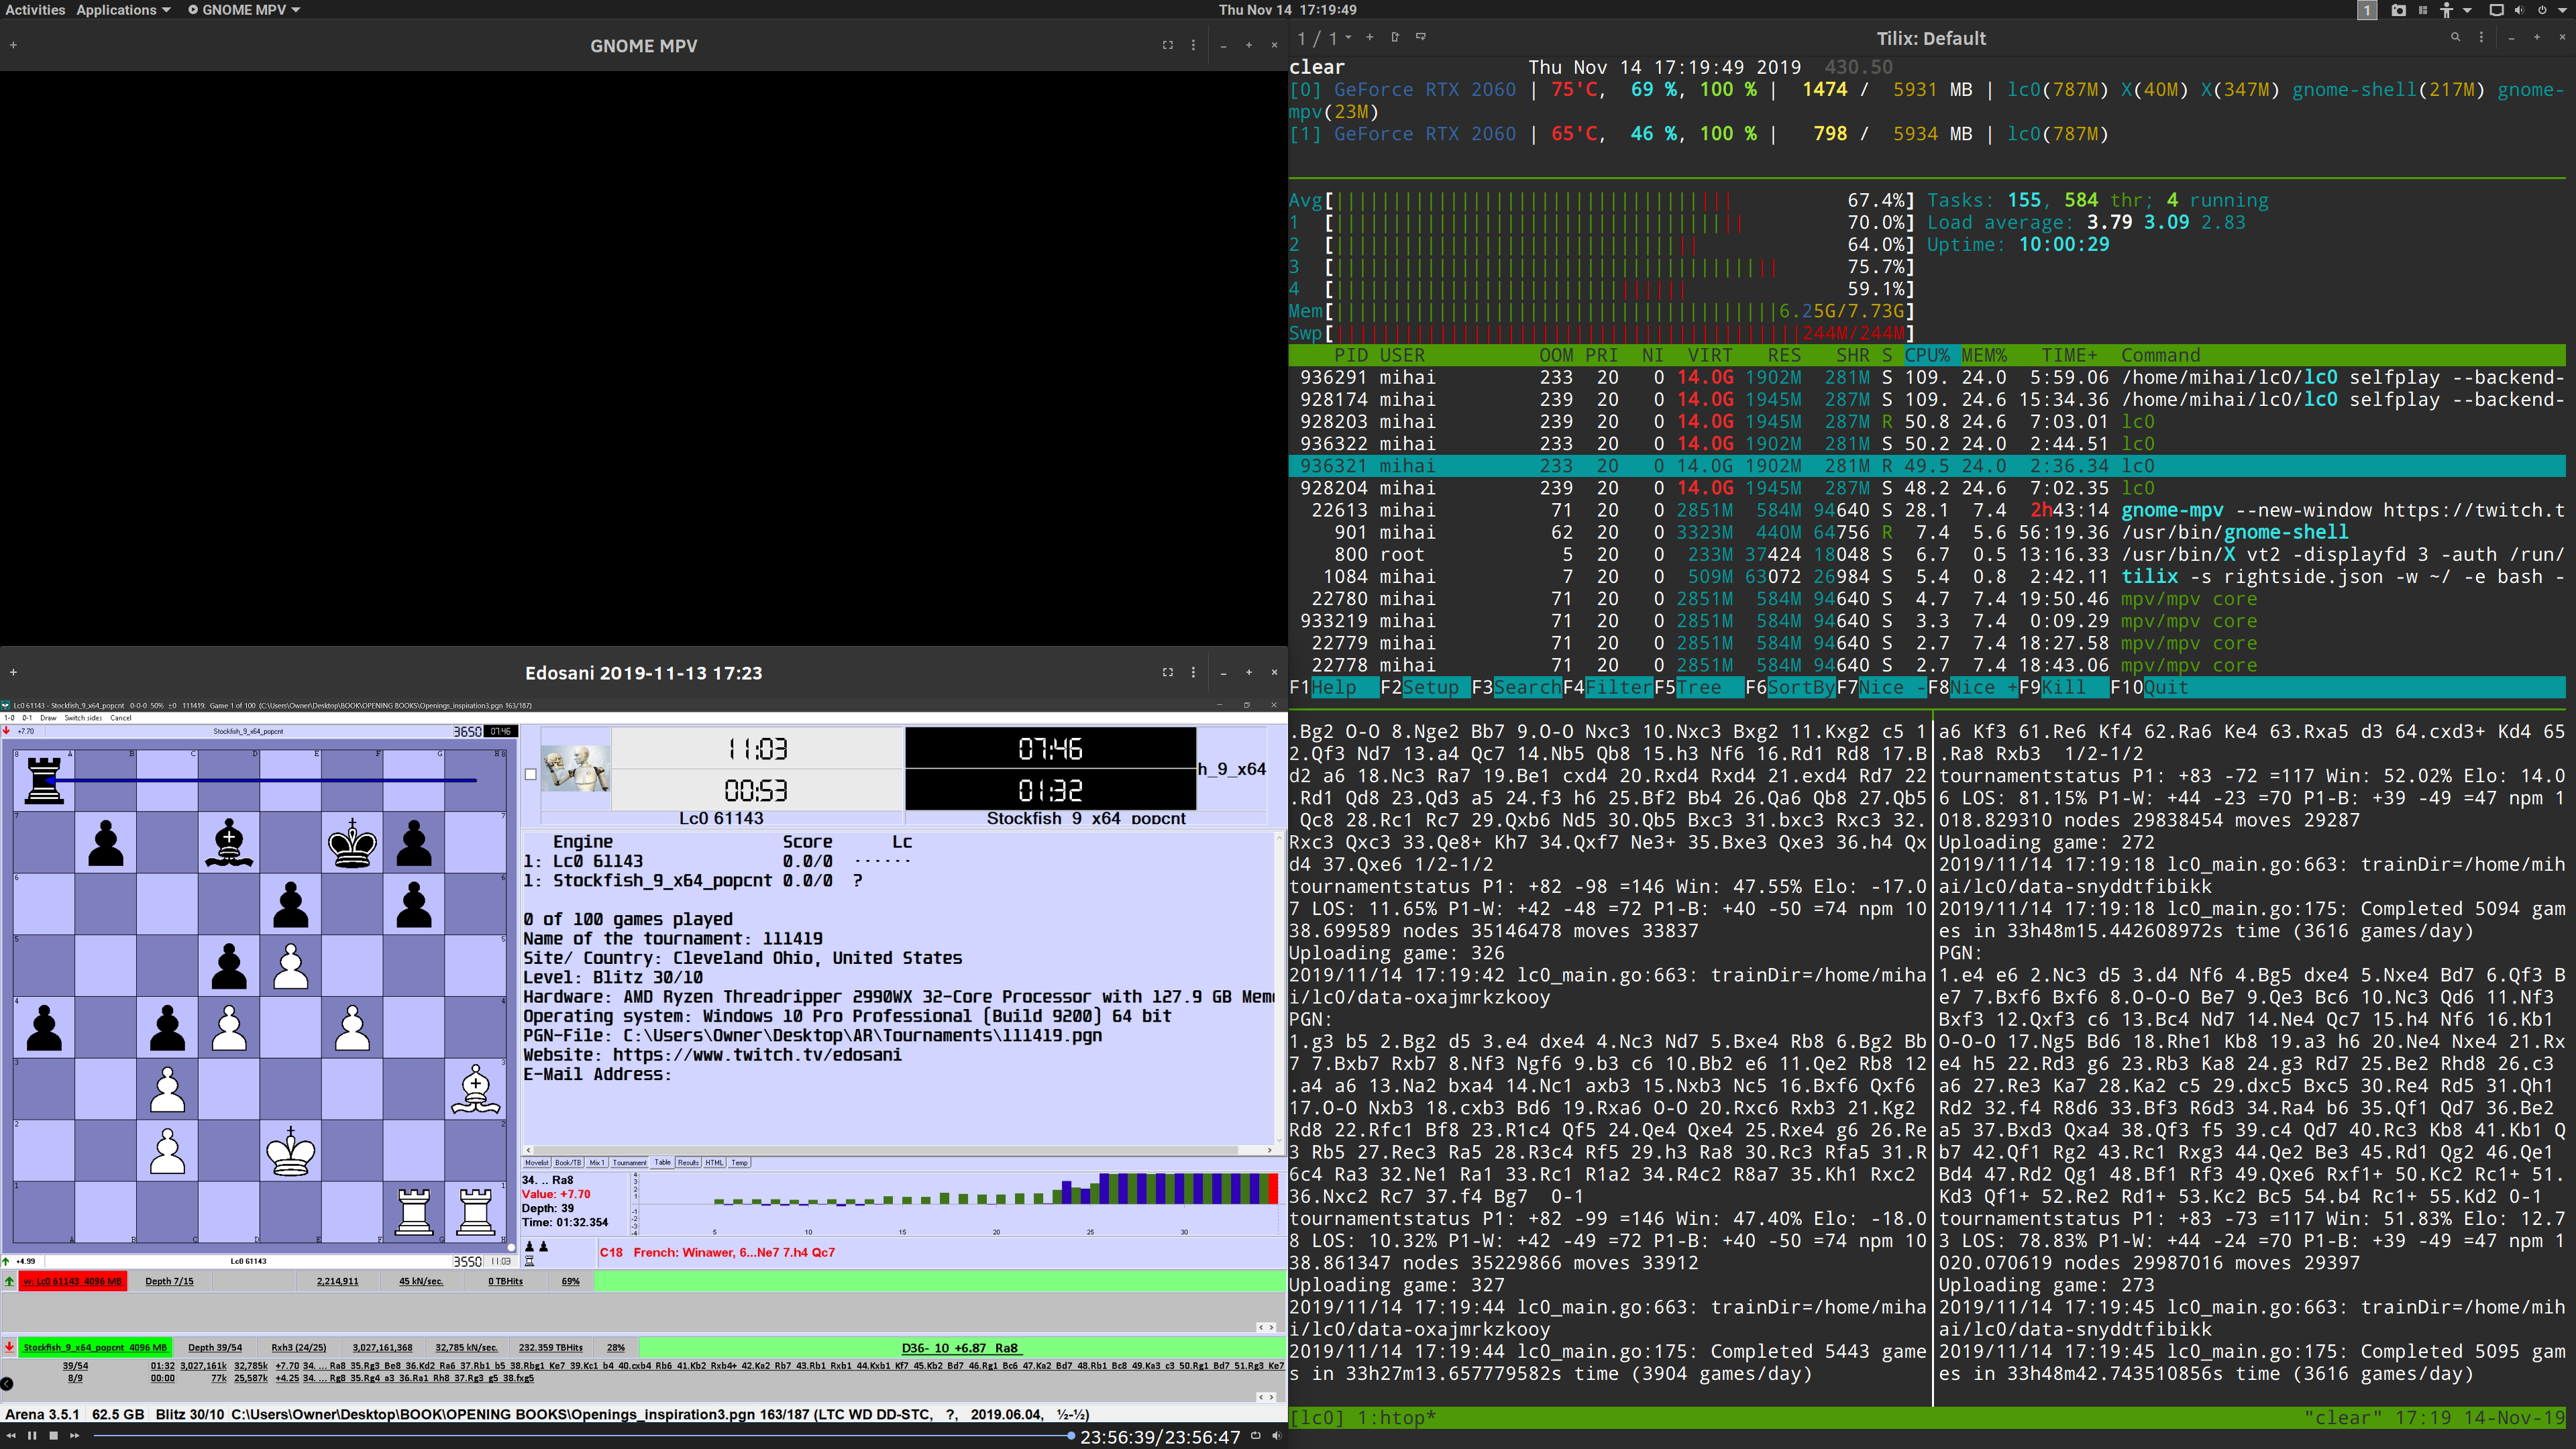 Activities Applications GNOME MPV Thu Nov 14 17:19:49 1
GNOME MPV
Edosani 2019-11-13 17:23
Lc0 61143 - Stockfish_9_x64_popcnt 0-0-0 50% ±0 111419: Game 1 of 100 (C:\Users\Owner\Desktop\BOOK\OPENING BOOKS\Openings_inspiration3.pgn 163/187)
1-0 0-1 Draw Switch sides Cancel
+7.70 Stockfish_9_x64_popcnt 3650 07:46
11:03 07:46
00:53 01:32
h_9_x64
Lc0 61143 Stockfish 9 x64 popcnt
Engine Score Lc
1: Lc0 61143 0.0/0 ······
1: Stockfish_9_x64_popcnt 0.0/0 ?
0 of 100 games played
Name of the tournament: 111419
Site/ Country: Cleveland Ohio, United States
Level: Blitz 30/10
Hardware: AMD Ryzen Threadripper 2990WX 32-Core Processor with 127.9 GB Mem
Operating system: Windows 10 Pro Professional (Build 9200) 64 bit
PGN-File: C:\Users\Owner\Desktop\AR\Tournaments\111419.pgn
Website: https://www.twitch.tv/edosani
E-Mail Address:
Movelist Book/TB Mix 1 Tournament Table Results HTML Temp
34. .. Ra8
Value: +7.70
Depth: 39
Time: 01:32.354
5 10 15 20 25 30
C18 French: Winawer, 6...Ne7 7.h4 Qc7
+4.99 Lc0 61143 3550 11:03
w: Lc0 61143 4096 MB Depth 7/15 2,214,911 45 kN/sec. 0 TBHits 69%
Stockfish_9_x64_popcnt 4096 MB Depth 39/54 Rxh3 (24/25) 3,027,161,368 32,785 kN/sec. 232.359 TBHits 28% D36- 10 +6.87 Ra8
39/54 01:32 3,027,161k 32,785k +7.70 34. ... Ra8 35.Rg3 Be8 36.Kd2 Ra6 37.Rb1 b5 38.Rbg1 Ke7 39.Kc1 b4 40.cxb4 Rb6 41.Kb2 Rxb4+ 42.Ka2 Rb7 43.Rb1 Rxb1 44.Kxb1 Kf7 45.Kb2 Bd7 46.Rg1 Bc6 47.Ka2 Bd7 48.Rb1 Bc8 49.Ka3 c3 50.Rg1 Bd7 51.Rg3 Ke7
8/9 00:00 77k 25,587k +4.25 34. ... Rg8 35.Rg4 a3 36.Ra1 Rh8 37.Rg3 g5 38.fxg5
Arena 3.5.1 62.5 GB Blitz 30/10 C:\Users\Owner\Desktop\BOOK\OPENING BOOKS\Openings_inspiration3.pgn 163/187 (LTC WD DD-STC, ?, 2019.06.04, ½-½)
23:56:39/23:56:47
1 / 1 Tilix: Default
clear Thu Nov 14 17:19:49 2019 430.50
[0] GeForce RTX 2060 | 75'C, 69 %, 100 % | 1474 / 5931 MB | lc0(787M) X(40M) X(347M) gnome-shell(217M) gnome-
mpv(23M)
[1] GeForce RTX 2060 | 65'C, 46 %, 100 % | 798 / 5934 MB | lc0(787M)
Avg[ 67.4%] Tasks: 155, 584 thr; 4 running
1 [ 70.0%] Load average: 3.79 3.09 2.83
2 [ 64.0%] Uptime: 10:00:29
3 [ 75.7%]
4 [ 59.1%]
Mem[ 6.25G/7.73G]
Swp[ 244M/244M]
PID USER OOM PRI NI VIRT RES SHR S CPU% MEM% TIME+ Command
936291 mihai 233 20 0 14.0G 1902M 281M S 109. 24.0 5:59.06 /home/mihai/lc0/lc0 selfplay --backend-
928174 mihai 239 20 0 14.0G 1945M 287M S 109. 24.6 15:34.36 /home/mihai/lc0/lc0 selfplay --backend-
928203 mihai 239 20 0 14.0G 1945M 287M R 50.8 24.6 7:03.01 lc0
936322 mihai 233 20 0 14.0G 1902M 281M S 50.2 24.0 2:44.51 lc0
936321 mihai 233 20 0 14.0G 1902M 281M R 49.5 24.0 2:36.34 lc0
928204 mihai 239 20 0 14.0G 1945M 287M S 48.2 24.6 7:02.35 lc0
22613 mihai 71 20 0 2851M 584M 94640 S 28.1 7.4 2h43:14 gnome-mpv --new-window https://twitch.t
901 mihai 62 20 0 3323M 440M 64756 R 7.4 5.6 56:19.36 /usr/bin/gnome-shell
800 root 5 20 0 233M 37424 18048 S 6.7 0.5 13:16.33 /usr/bin/X vt2 -displayfd 3 -auth /run/
1084 mihai 7 20 0 509M 63072 26984 S 5.4 0.8 2:42.11 tilix -s rightside.json -w ~/ -e bash -
22780 mihai 71 20 0 2851M 584M 94640 S 4.7 7.4 19:50.46 mpv/mpv core
933219 mihai 71 20 0 2851M 584M 94640 S 3.3 7.4 0:09.29 mpv/mpv core
22779 mihai 71 20 0 2851M 584M 94640 S 2.7 7.4 18:27.58 mpv/mpv core
22778 mihai 71 20 0 2851M 584M 94640 S 2.7 7.4 18:43.06 mpv/mpv core
F1Help F2Setup F3SearchF4FilterF5Tree F6SortByF7Nice -F8Nice +F9Kill F10Quit
.Bg2 O-O 8.Nge2 Bb7 9.O-O Nxc3 10.Nxc3 Bxg2 11.Kxg2 c5 1
2.Qf3 Nd7 13.a4 Qc7 14.Nb5 Qb8 15.h3 Nf6 16.Rd1 Rd8 17.B
d2 a6 18.Nc3 Ra7 19.Be1 cxd4 20.Rxd4 Rxd4 21.exd4 Rd7 22
.Rd1 Qd8 23.Qd3 a5 24.f3 h6 25.Bf2 Bb4 26.Qa6 Qb8 27.Qb5
Qc8 28.Rc1 Rc7 29.Qxb6 Nd5 30.Qb5 Bxc3 31.bxc3 Rxc3 32.
Rxc3 Qxc3 33.Qe8+ Kh7 34.Qxf7 Ne3+ 35.Bxe3 Qxe3 36.h4 Qx
d4 37.Qxe6 1/2-1/2
tournamentstatus P1: +82 -98 =146 Win: 47.55% Elo: -17.0
7 LOS: 11.65% P1-W: +42 -48 =72 P1-B: +40 -50 =74 npm 10
38.699589 nodes 35146478 moves 33837
Uploading game: 326
2019/11/14 17:19:42 lc0_main.go:663: trainDir=/home/miha
i/lc0/data-oxajmrkzkooy
PGN:
1.g3 b5 2.Bg2 d5 3.e4 dxe4 4.Nc3 Nd7 5.Bxe4 Rb8 6.Bg2 Bb
7 7.Bxb7 Rxb7 8.Nf3 Ngf6 9.b3 c6 10.Bb2 e6 11.Qe2 Rb8 12
.a4 a6 13.Na2 bxa4 14.Nc1 axb3 15.Nxb3 Nc5 16.Bxf6 Qxf6
17.O-O Nxb3 18.cxb3 Bd6 19.Rxa6 O-O 20.Rxc6 Rxb3 21.Kg2
Rd8 22.Rfc1 Bf8 23.R1c4 Qf5 24.Qe4 Qxe4 25.Rxe4 g6 26.Re
3 Rb5 27.Rec3 Ra5 28.R3c4 Rf5 29.h3 Ra8 30.Rc3 Rfa5 31.R
6c4 Ra3 32.Ne1 Ra1 33.Rc1 R1a2 34.R4c2 R8a7 35.Kh1 Rxc2
36.Nxc2 Rc7 37.f4 Bg7 0-1
tournamentstatus P1: +82 -99 =146 Win: 47.40% Elo: -18.0
8 LOS: 10.32% P1-W: +42 -49 =72 P1-B: +40 -50 =74 npm 10
38.861347 nodes 35229866 moves 33912
Uploading game: 327
2019/11/14 17:19:44 lc0_main.go:663: trainDir=/home/miha
i/lc0/data-oxajmrkzkooy
2019/11/14 17:19:44 lc0_main.go:175: Completed 5443 game
s in 33h27m13.657779582s time (3904 games/day)
a6 Kf3 61.Re6 Kf4 62.Ra6 Ke4 63.Rxa5 d3 64.cxd3+ Kd4 65
.Ra8 Rxb3 1/2-1/2
tournamentstatus P1: +83 -72 =117 Win: 52.02% Elo: 14.0
6 LOS: 81.15% P1-W: +44 -23 =70 P1-B: +39 -49 =47 npm 1
018.829310 nodes 29838454 moves 29287
Uploading game: 272
2019/11/14 17:19:18 lc0_main.go:663: trainDir=/home/mih
ai/lc0/data-snyddtfibikk
2019/11/14 17:19:18 lc0_main.go:175: Completed 5094 gam
es in 33h48m15.442608972s time (3616 games/day)
PGN:
1.e4 e6 2.Nc3 d5 3.d4 Nf6 4.Bg5 dxe4 5.Nxe4 Bd7 6.Qf3 B
e7 7.Bxf6 Bxf6 8.O-O-O Be7 9.Qe3 Bc6 10.Nc3 Qd6 11.Nf3
Bxf3 12.Qxf3 c6 13.Bc4 Nd7 14.Ne4 Qc7 15.h4 Nf6 16.Kb1
O-O-O 17.Ng5 Bd6 18.Rhe1 Kb8 19.a3 h6 20.Ne4 Nxe4 21.Rx
e4 h5 22.Rd3 g6 23.Rb3 Ka8 24.g3 Rd7 25.Be2 Rhd8 26.c3
a6 27.Re3 Ka7 28.Ka2 c5 29.dxc5 Bxc5 30.Re4 Rd5 31.Qh1
Rd2 32.f4 R8d6 33.Bf3 R6d3 34.Ra4 b6 35.Qf1 Qd7 36.Be2
a5 37.Bxd3 Qxa4 38.Qf3 f5 39.c4 Qd7 40.Rc3 Kb8 41.Kb1 Q
b7 42.Qf1 Rg2 43.Rc1 Rxg3 44.Qe2 Be3 45.Rd1 Qg2 46.Qe1
Bd4 47.Rd2 Qg1 48.Bf1 Rf3 49.Qxe6 Rxf1+ 50.Kc2 Rc1+ 51.
Kd3 Qf1+ 52.Re2 Rd1+ 53.Kc2 Bc5 54.b4 Rc1+ 55.Kd2 0-1
tournamentstatus P1: +83 -73 =117 Win: 51.83% Elo: 12.7
3 LOS: 78.83% P1-W: +44 -24 =70 P1-B: +39 -49 =47 npm 1
020.070619 nodes 29987016 moves 29397
Uploading game: 273
2019/11/14 17:19:45 lc0_main.go:663: trainDir=/home/mih
ai/lc0/data-snyddtfibikk
2019/11/14 17:19:45 lc0_main.go:175: Completed 5095 gam
es in 33h48m42.743510856s time (3616 games/day)
[lc0] 1:htop* "clear" 17:19 14-Nov-19